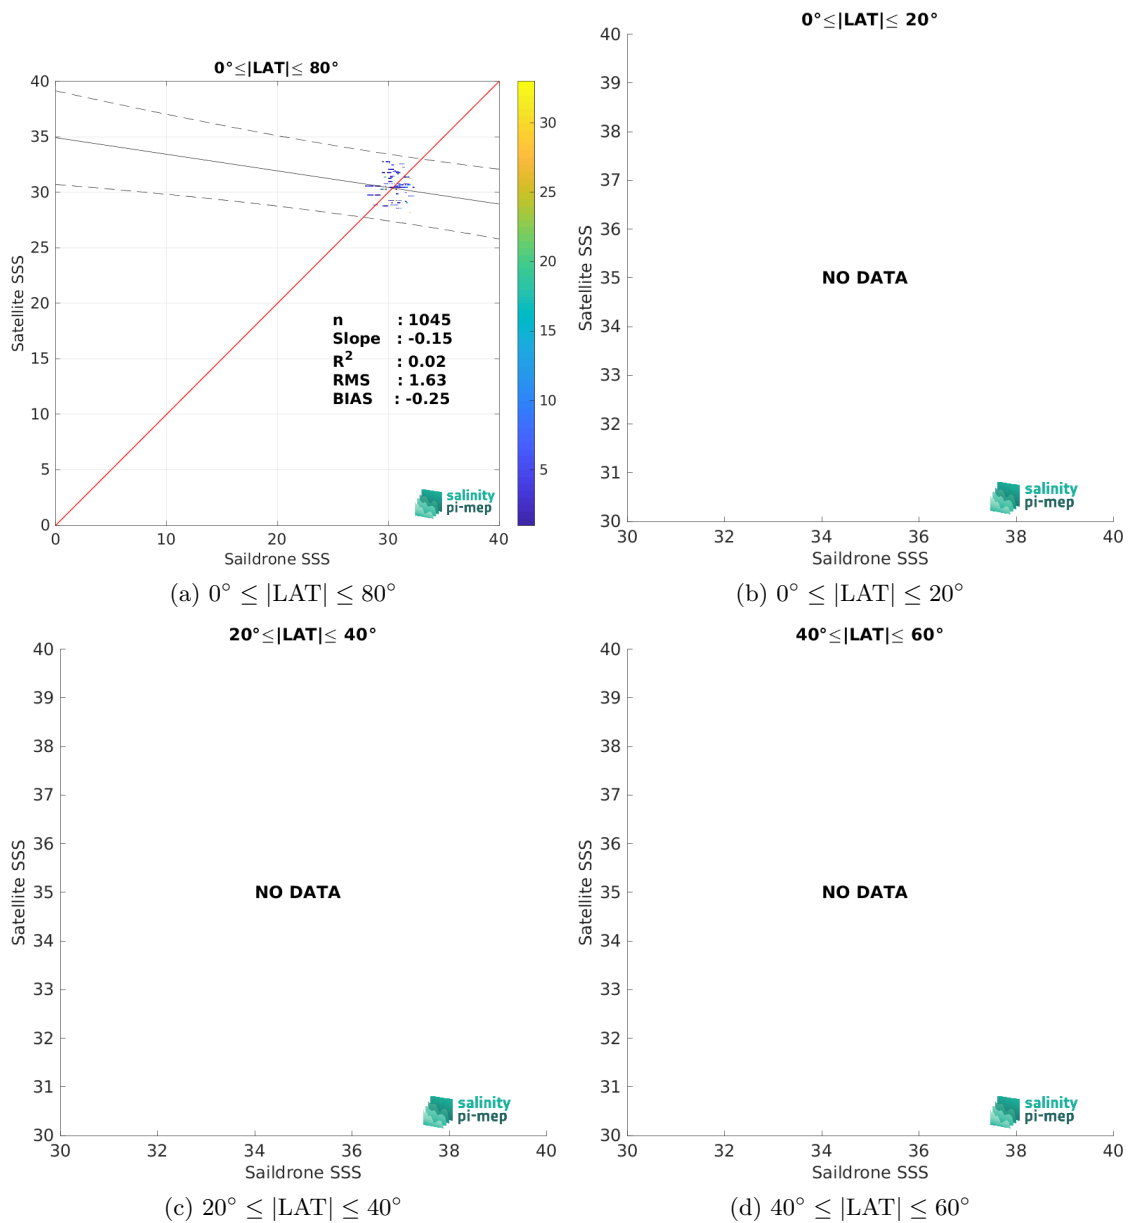 0°≤|LAT|≤ 80°
40
35
30
25
20
15
10
5
0
0
10
20
30
40
Satellite SSS
Saildrone SSS
n : 1045
Slope : -0.15
R² : 0.02
RMS : 1.63
BIAS : -0.25
30
25
20
15
10
5
salinity
pi-mep
(a) 0° ≤ |LAT| ≤ 80°
0°≤|LAT|≤ 20°
40
39
38
37
36
35
34
33
32
31
30
30
32
34
36
38
40
Satellite SSS
NO DATA
Saildrone SSS
salinity
pi-mep
(b) 0° ≤ |LAT| ≤ 20°
20°≤|LAT|≤ 40°
40
39
38
37
36
35
34
33
32
31
30
30
32
34
36
38
40
Satellite SSS
NO DATA
Saildrone SSS
salinity
pi-mep
(c) 20° ≤ |LAT| ≤ 40°
40°≤|LAT|≤ 60°
40
39
38
37
36
35
34
33
32
31
30
30
32
34
36
38
40
Satellite SSS
NO DATA
Saildrone SSS
salinity
pi-mep
(d) 40° ≤ |LAT| ≤ 60°